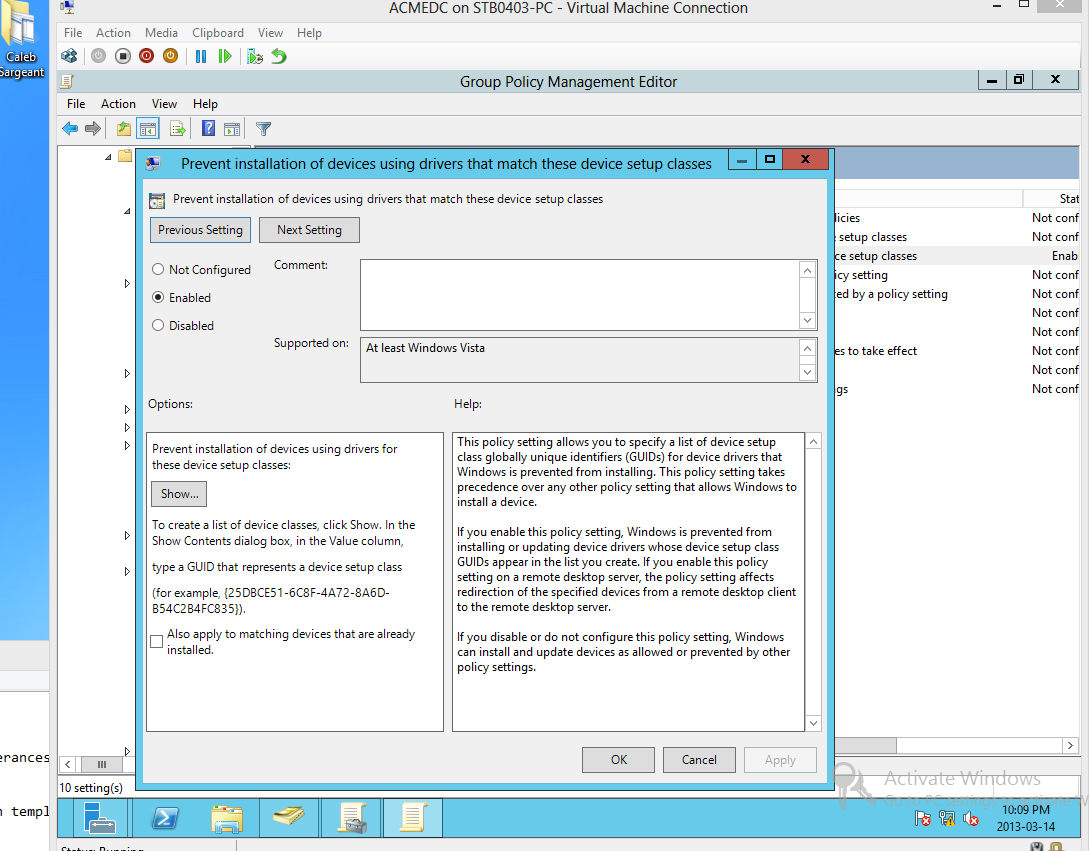 ACMEDC on STB0403-PC - Virtual Machine Connection
File Action Media Clipboard View Help
Caleb
Sargeant
Group Policy Management Editor
File Action View Help
Prevent installation of devices using drivers that match these device setup classes
Prevent installation of devices using drivers that match these device setup classes
Previous Setting
Next Setting
Not Configured
Enabled
Disabled
Comment:
Supported on:
At least Windows Vista
Options:
Help:
Prevent installation of devices using drivers for
these device setup classes:
Show...
To create a list of device classes, click Show. In the
Show Contents dialog box, in the Value column,
type a GUID that represents a device setup class
(for example, {25DBCE51-6C8F-4A72-8A6D-
B54C2B4FC835}).
Also apply to matching devices that are already
installed.
This policy setting allows you to specify a list of device setup
class globally unique identifiers (GUIDs) for device drivers that
Windows is prevented from installing. This policy setting takes
precedence over any other policy setting that allows Windows to
install a device.
If you enable this policy setting, Windows is prevented from
installing or updating device drivers whose device setup class
GUIDs appear in the list you create. If you enable this policy
setting on a remote desktop server, the policy setting affects
redirection of the specified devices from a remote desktop client
to the remote desktop server.
If you disable or do not configure this policy setting, Windows
can install and update devices as allowed or prevented by other
policy settings.
OK
Cancel
Apply
Stat
licies Not conf
setup classes Not conf
ce setup classes Enab
icy setting Not conf
ed by a policy setting Not conf
Not conf
Not conf
es to take effect Not conf
Not conf
gs Not conf
erances
n templ
10 setting(s)
Activate Windows
10:09 PM
2013-03-14
Status: Running